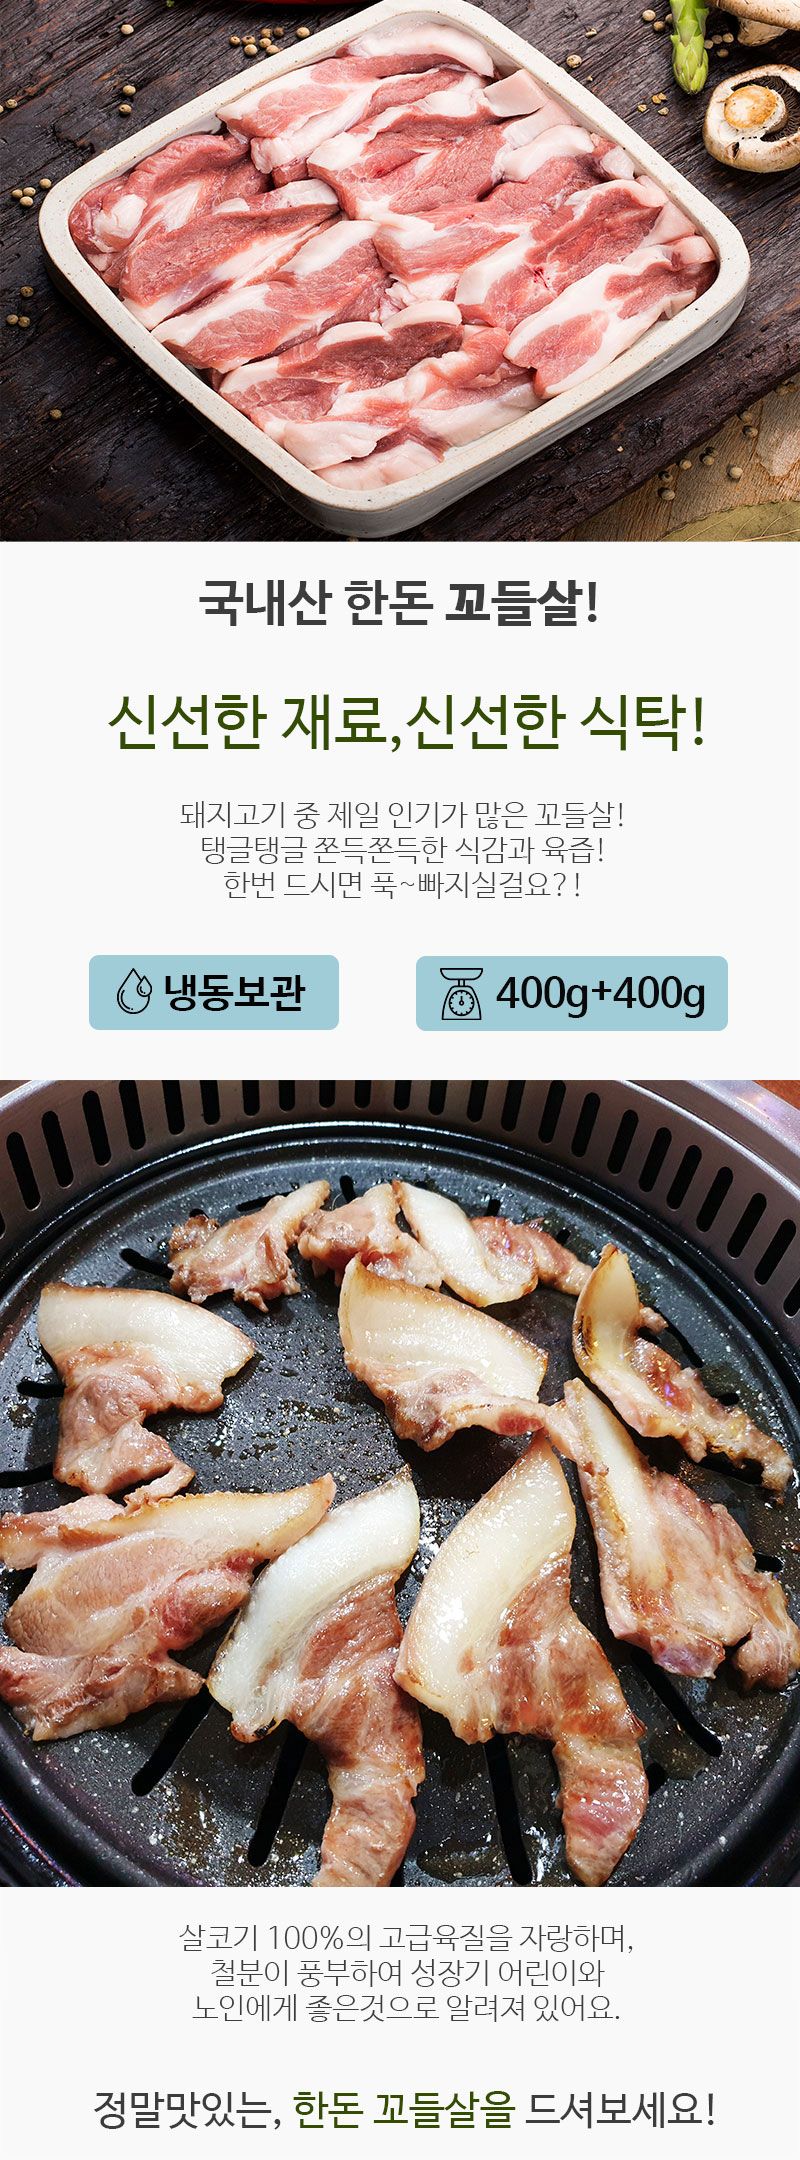 국내산 한돈 꼬들살!
신선한 재료,신선한 식탁!
돼지고기 중 제일 인기가 많은 꼬들살!
탱글탱글 쫀득쫀득한 식감과 육즙!
한번 드시면 푹~빠지실걸요?!
냉동보관
400g+400g
살코기 100%의 고급육질을 자랑하며,
철분이 풍부하여 성장기 어린이와
노인에게 좋은것으로 알려져 있어요.
정말맛있는, 한돈 꼬들살을 드셔보세요!